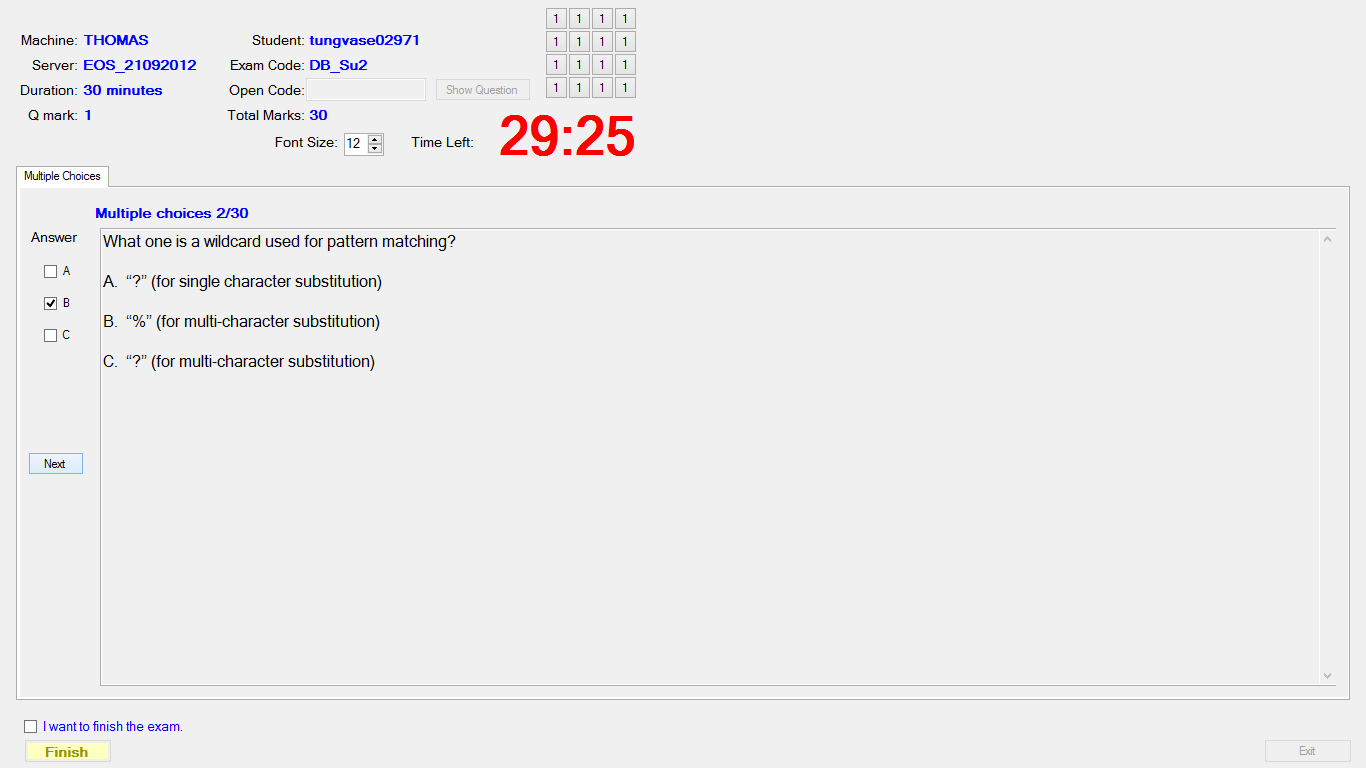 Machine: THOMAS
Student: tungvase02971
Server: EOS_21092012
Exam Code: DB_Su2
Duration: 30 minutes
Open Code:
Show Question
Q mark: 1
Total Marks: 30
1 1 1 1
1 1 1 1
1 1 1 1
1 1 1 1
Font Size: 12
Time Left: 29:25
Multiple Choices
Multiple choices 2/30
Answer
A
B
C
Next
What one is a wildcard used for pattern matching?
A. “?” (for single character substitution)
B. “%” (for multi-character substitution)
C. “?” (for multi-character substitution)
I want to finish the exam.
Finish
Exit